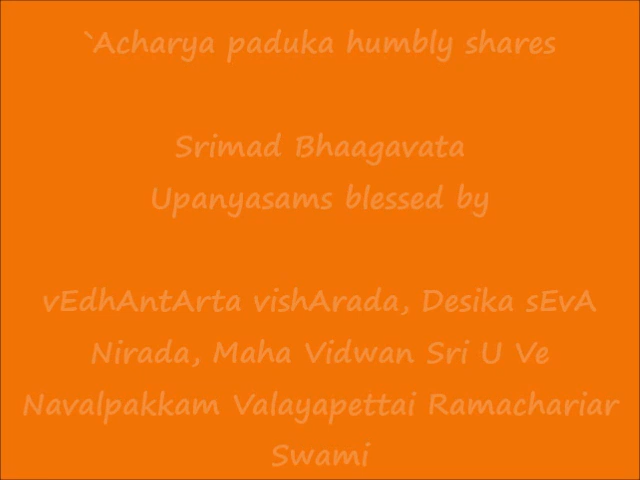 `Acharya paduka humbly shares
Srimad Bhaagavata
Upanyasams blessed by
vEdhAntArta vishArada, Desika sEvA
Nirada, Maha Vidwan Sri U Ve
Navalpakkam Valayapettai Ramachariar
Swami